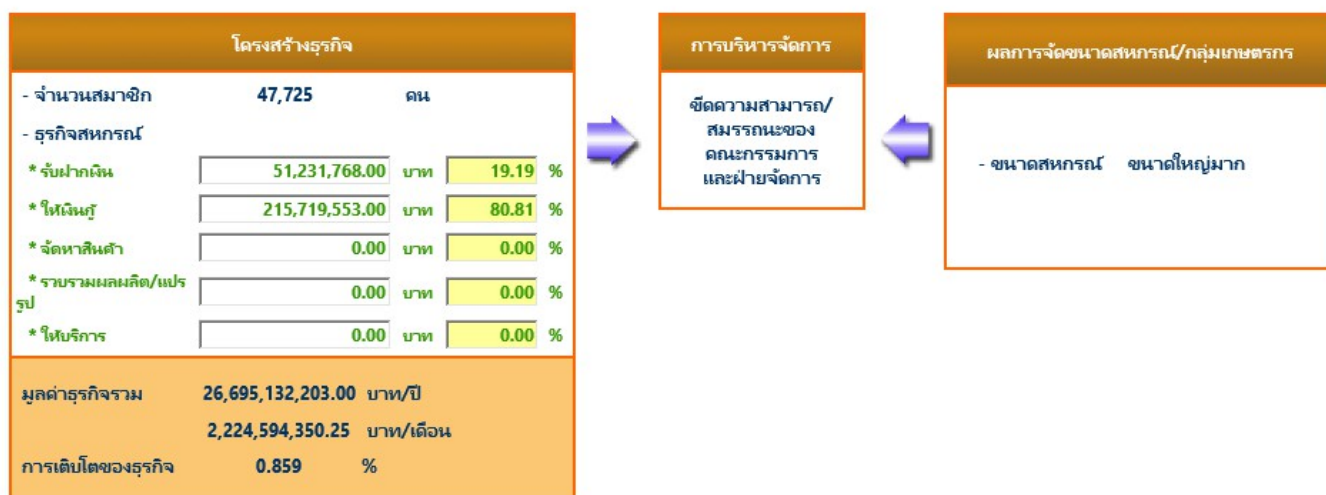 โครงสร้างธุรกิจ
- จำนวนสมาชิก 47,725 คน
- ธุรกิจสหกรณ์
* รับฝากเงิน 51,231,768.00 บาท 19.19 %
* ให้เงินกู้ 215,719,553.00 บาท 80.81 %
* จัดหาสินค้า 0.00 บาท 0.00 %
* รวบรวมผลผลิต/แปร
รูป 0.00 บาท 0.00 %
* ให้บริการ 0.00 บาท 0.00 %
มูลค่าธุรกิจรวม 26,695,132,203.00 บาท/ปี
2,224,594,350.25 บาท/เดือน
การเติบโตของธุรกิจ 0.859 %
การบริหารจัดการ
ขีดความสามารถ/
สมรรถนะของ
คณะกรรมการ
และฝ่ายจัดการ
ผลการจัดขนาดสหกรณ์/กลุ่มเกษตรกร
- ขนาดสหกรณ์ ขนาดใหญ่มาก